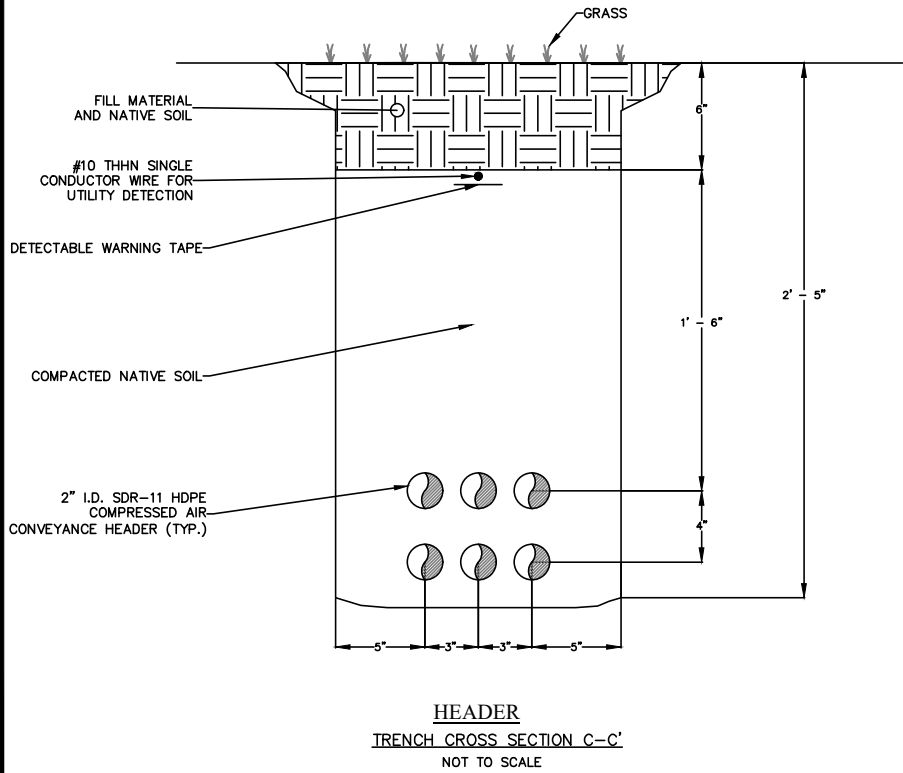 GRASS
FILL MATERIAL
AND NATIVE SOIL
6"
#10 THHN SINGLE
CONDUCTOR WIRE FOR
UTILITY DETECTION
DETECTABLE WARNING TAPE
2' - 5"
1' - 6"
COMPACTED NATIVE SOIL
2" I.D. SDR-11 HDPE
COMPRESSED AIR
CONVEYANCE HEADER (TYP.)
4"
5" 3" 3" 5"
HEADER
TRENCH CROSS SECTION C-C'
NOT TO SCALE